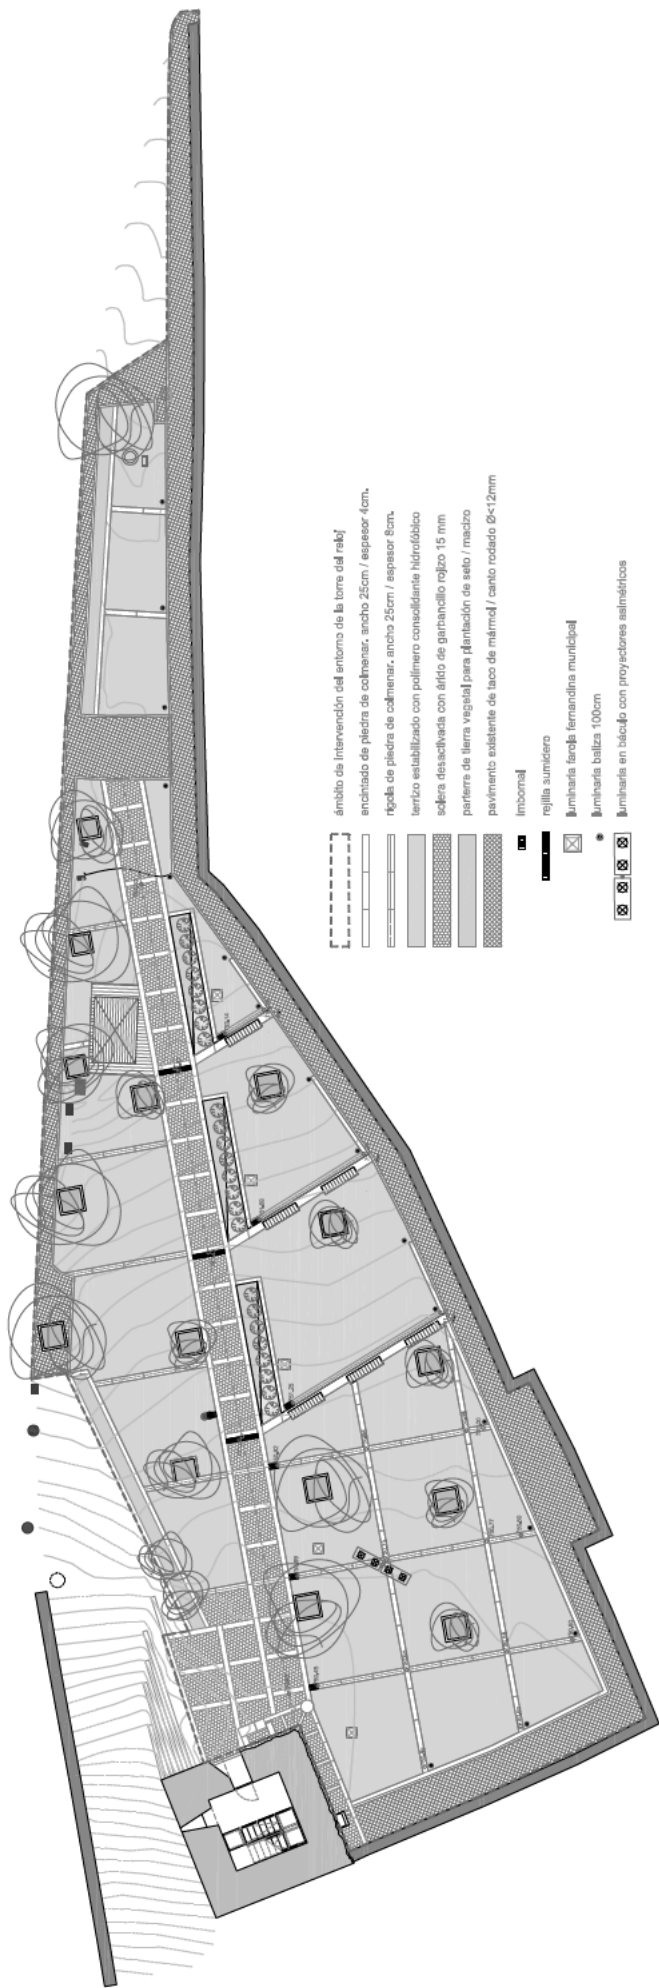 ámbito de intervención del entorno de la torre del reloj
encintado de piedra de colmenar. ancho 25cm / espesor 4cm.
rigola de piedra de colmenar. ancho 25cm / espesor 8cm.
terrizo estabilizado con polímero consolidante hidrofóbico
solera desactivada con árido de garbancillo rojizo 15 mm
parterre de tierra vegetal para plantación de seto / macizo
pavimento existente de taco de mármol / canto rodado Ø<12mm
imbornal
rejilla sumidero
luminaria farola fernandina municipal
luminaria baliza 100cm
luminaria en báculo con proyectores asimétricos